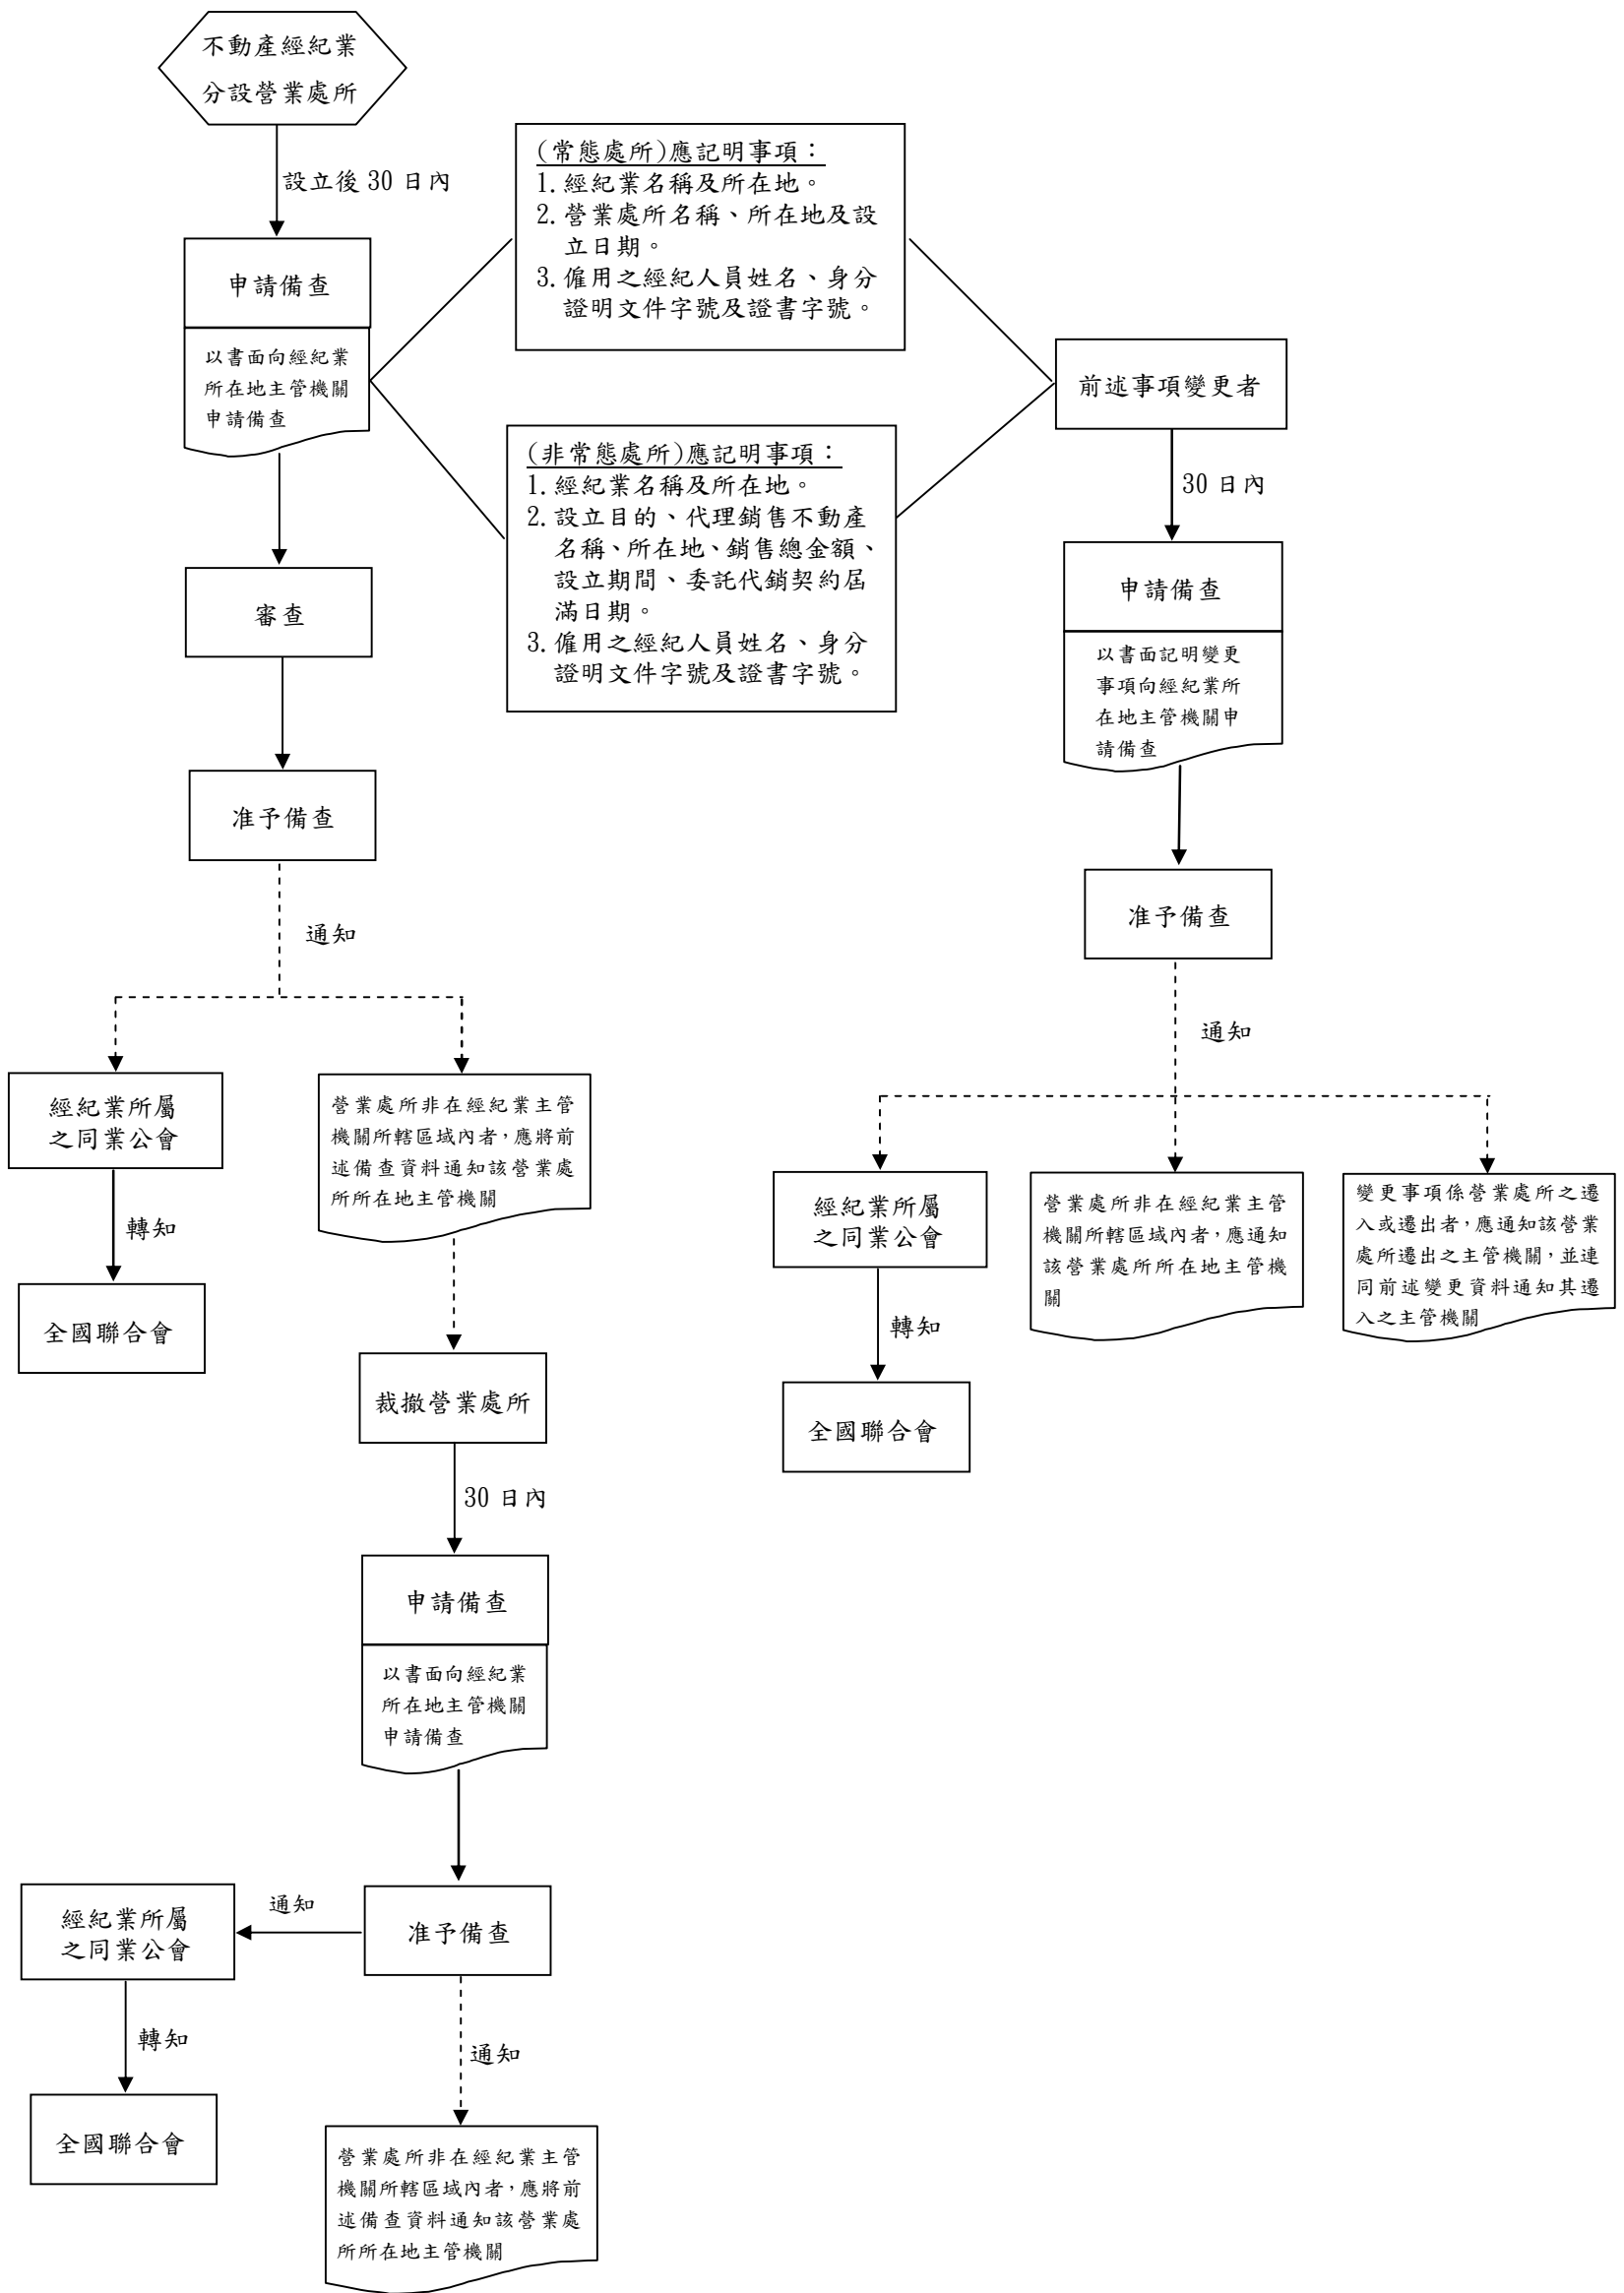 不動產經紀業
分設營業處所
設立後 30 日內
申請備查
以書面向經紀業
所在地主管機關
申請備查
(常態處所)應記明事項：
1. 經紀業名稱及所在地。
2. 營業處所名稱、所在地及設
立日期。
3. 僱用之經紀人員姓名、身分
證明文件字號及證書字號。
(非常態處所)應記明事項：
1. 經紀業名稱及所在地。
2. 設立目的、代理銷售不動產
名稱、所在地、銷售總金額、
設立期間、委託代銷契約屆
滿日期。
3. 僱用之經紀人員姓名、身分
證明文件字號及證書字號。
審查
准予備查
通知
經紀業所屬
之同業公會
轉知
全國聯合會
營業處所非在經紀業主管
機關所轄區域內者，應將前
述備查資料通知該營業處
所所在地主管機關
裁撤營業處所
30 日內
申請備查
以書面向經紀業
所在地主管機關
申請備查
准予備查
通知
經紀業所屬
之同業公會
轉知
全國聯合會
通知
營業處所非在經紀業主管
機關所轄區域內者，應將前
述備查資料通知該營業處
所所在地主管機關
前述事項變更者
30 日內
申請備查
以書面記明變更
事項向經紀業所
在地主管機關申
請備查
准予備查
通知
經紀業所屬
之同業公會
轉知
全國聯合會
營業處所非在經紀業主管
機關所轄區域內者，應通知
該營業處所所在地主管機
關
變更事項係營業處所之遷
入或遷出者，應通知該營業
處所遷出之主管機關，並連
同前述變更資料通知其遷
入之主管機關